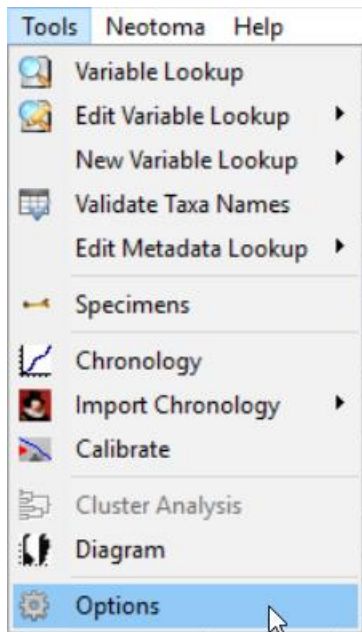 Tools Neotoma Help
Variable Lookup
Edit Variable Lookup
New Variable Lookup
Validate Taxa Names
Edit Metadata Lookup
Specimens
Chronology
Import Chronology
Calibrate
Cluster Analysis
Diagram
Options